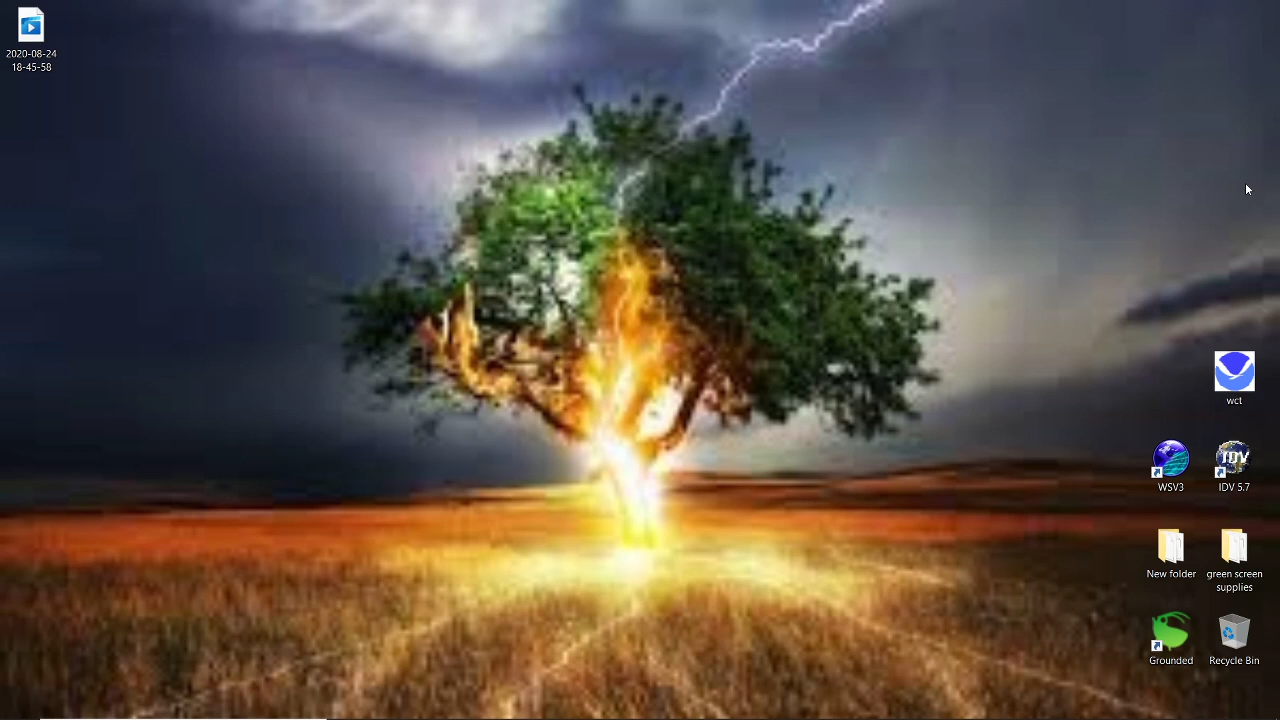 2020-08-24
18-45-58
wct
WSV3
IDV
IDV 5.7
New folder
green screen
supplies
Grounded
Recycle Bin